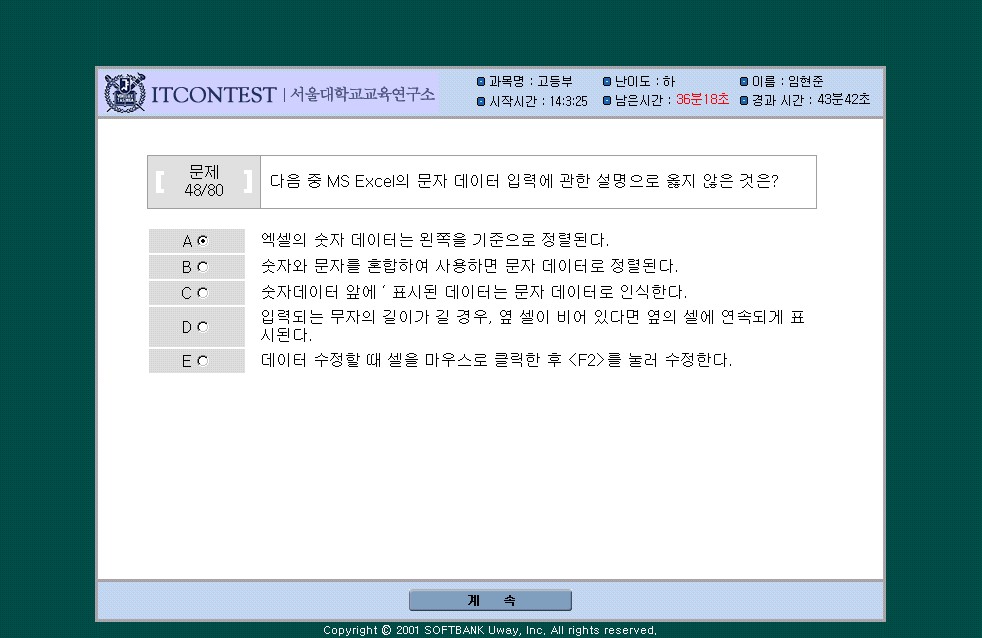 ITCONTEST | 서울대학교교육연구소
과목명 : 고등부 난이도 : 하 이름 : 임현준
시작시간 : 14:3:25 남은시간 : 36분18초 경과 시간 : 43분42초
문제
48/80
다음 중 MS Excel의 문자 데이터 입력에 관한 설명으로 옳지 않은 것은?
A 엑셀의 숫자 데이터는 왼쪽을 기준으로 정렬된다.
B 숫자와 문자를 혼합하여 사용하면 문자 데이터로 정렬된다.
C 숫자데이터 앞에 ‘ 표시된 데이터는 문자 데이터로 인식한다.
D 입력되는 무자의 길이가 길 경우, 옆 셀이 비어 있다면 옆의 셀에 연속되게 표
시된다.
E 데이터 수정할 때 셀을 마우스로 클릭한 후 <F2>를 눌러 수정한다.
계 속
Copyright © 2001 SOFTBANK Uway, Inc. All rights reserved.